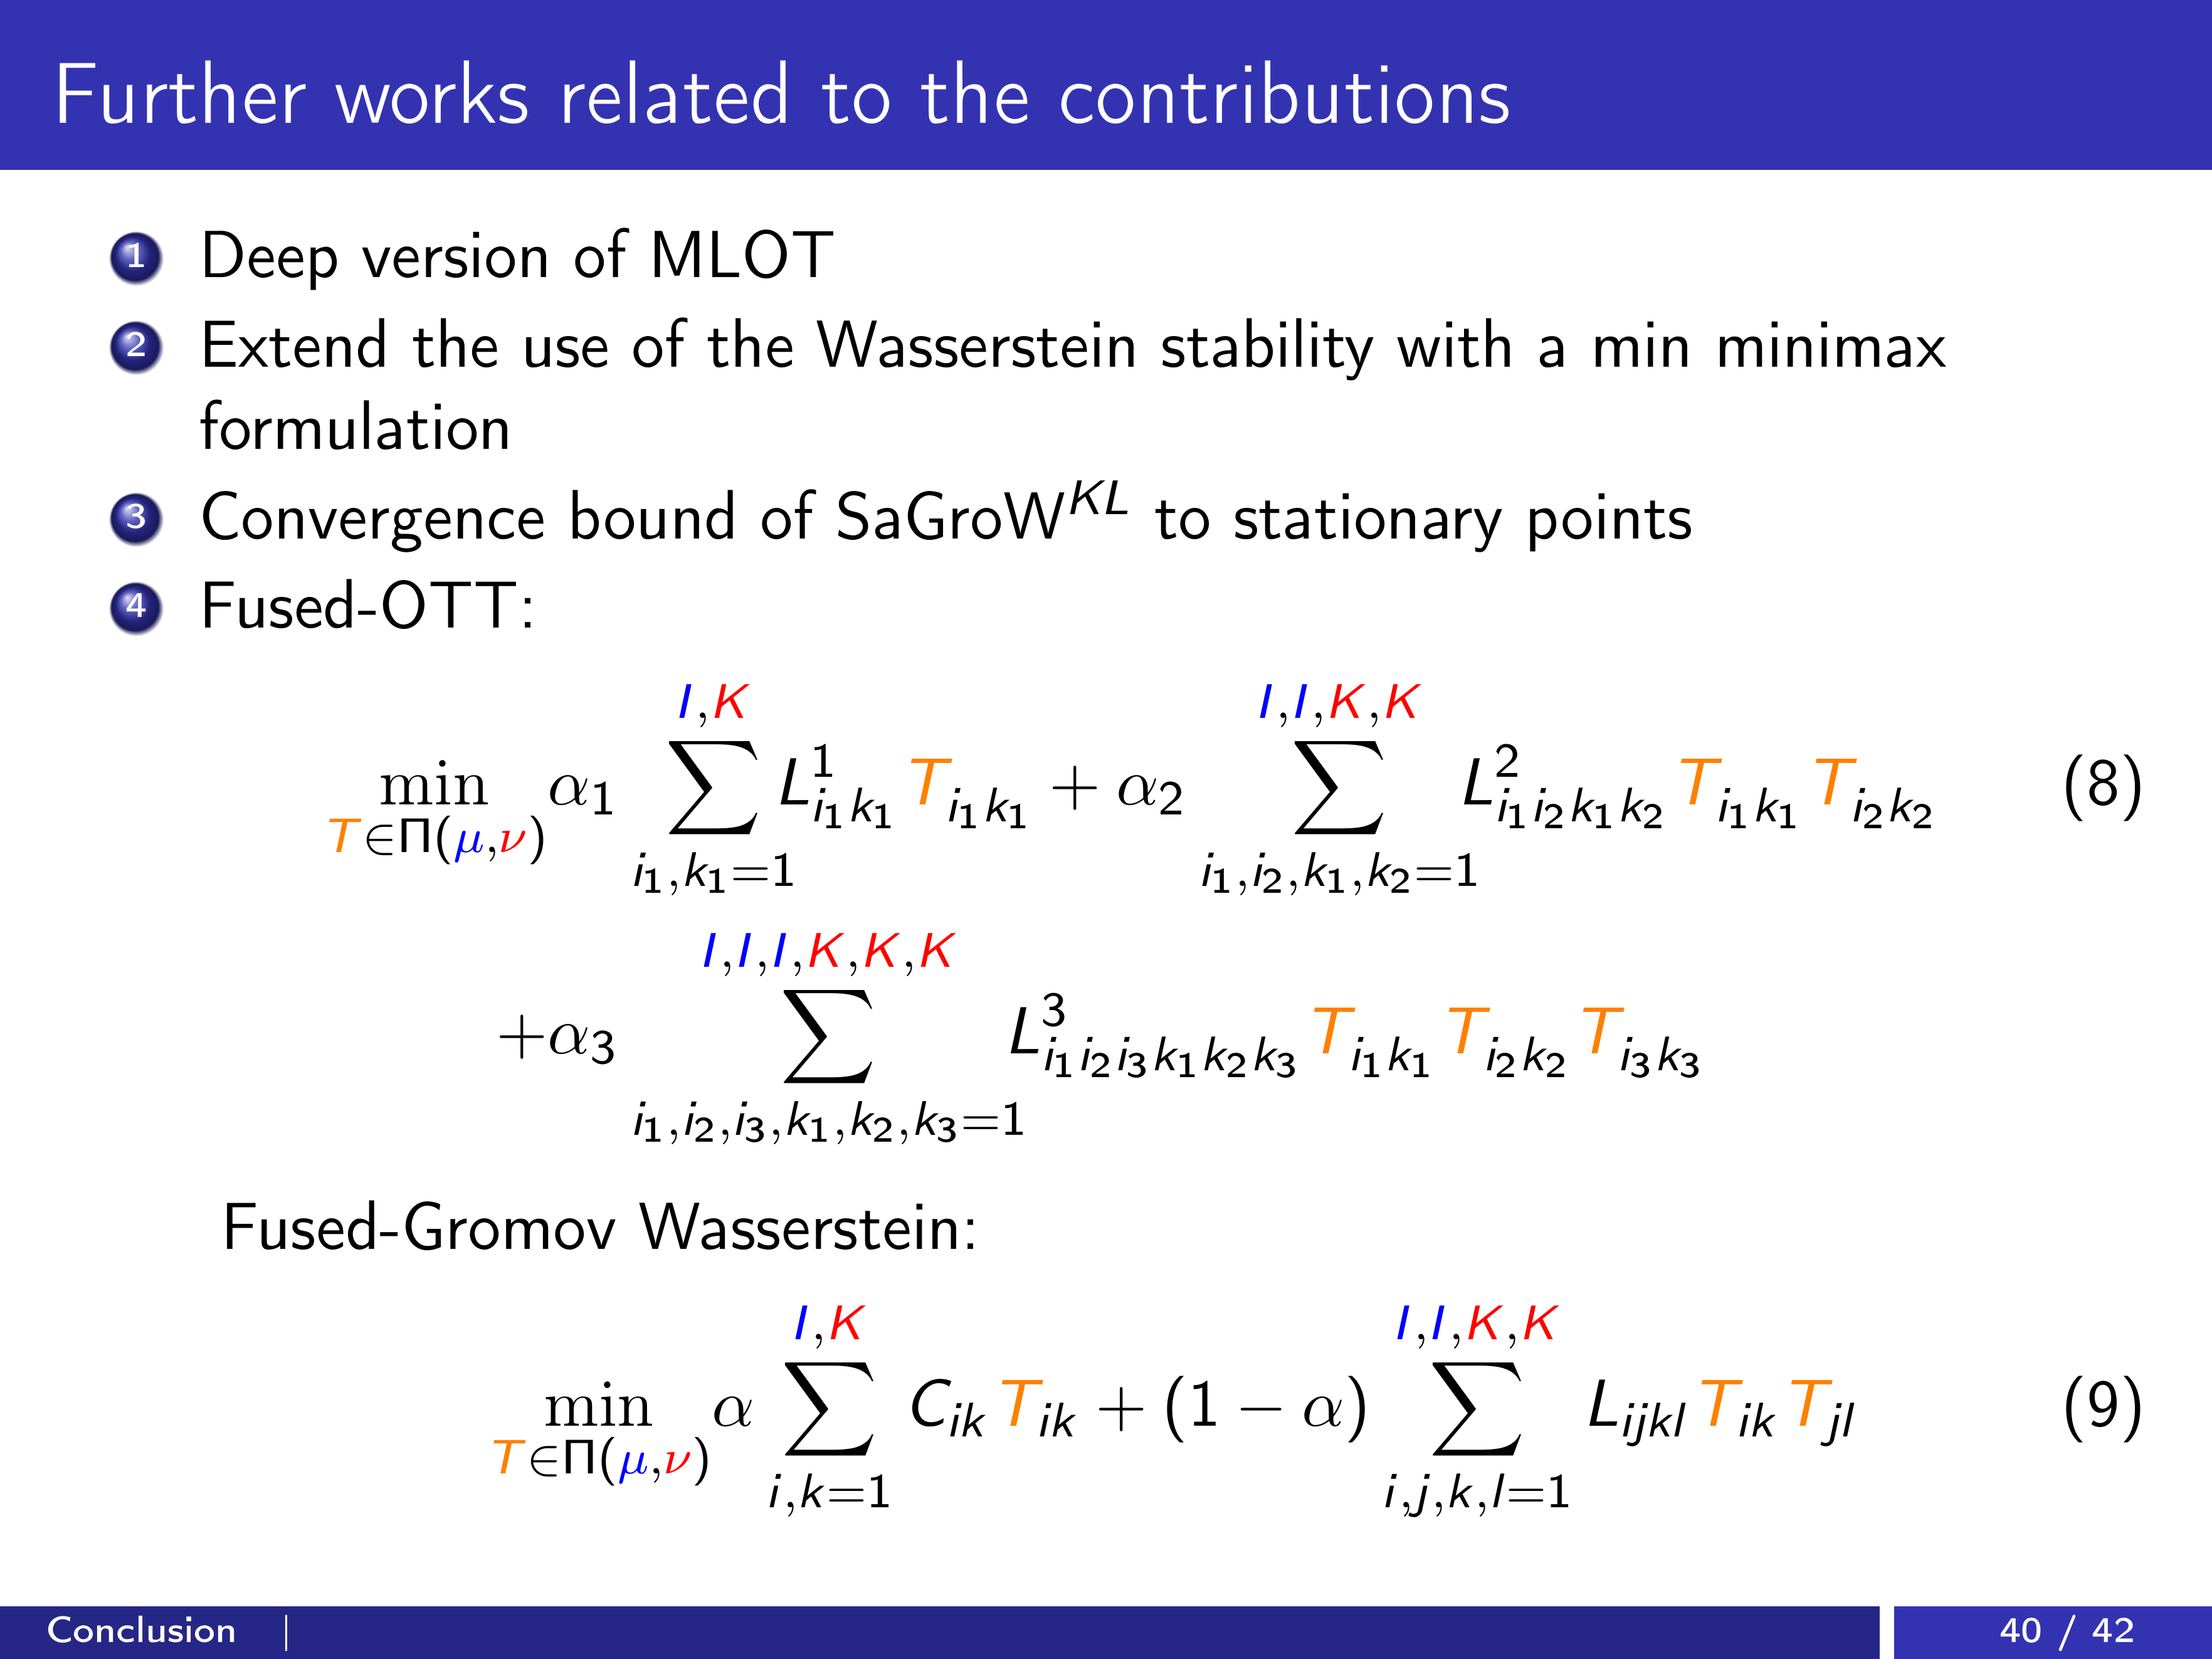 Further works related to the contributions
1 Deep version of MLOT
2 Extend the use of the Wasserstein stability with a min minimax
formulation
3 Convergence bound of SaGroW^{KL} to stationary points
4 Fused-OTT:
\min_{T \in \Pi(\mu,\nu)} \alpha_1 \sum_{i_1,k_1=1}^{I,K} L^1_{i_1 k_1} T_{i_1 k_1} + \alpha_2 \sum_{i_1,i_2,k_1,k_2=1}^{I,I,K,K} L^2_{i_1 i_2 k_1 k_2} T_{i_1 k_1} T_{i_2 k_2} (8)
+\alpha_3 \sum_{i_1,i_2,i_3,k_1,k_2,k_3=1}^{I,I,I,K,K,K} L^3_{i_1 i_2 i_3 k_1 k_2 k_3} T_{i_1 k_1} T_{i_2 k_2} T_{i_3 k_3}
Fused-Gromov Wasserstein:
\min_{T \in \Pi(\mu,\nu)} \alpha \sum_{i,k=1}^{I,K} C_{ik} T_{ik} + (1 - \alpha) \sum_{i,j,k,l=1}^{I,I,K,K} L_{ijkl} T_{ik} T_{jl} (9)
Conclusion | 40 / 42